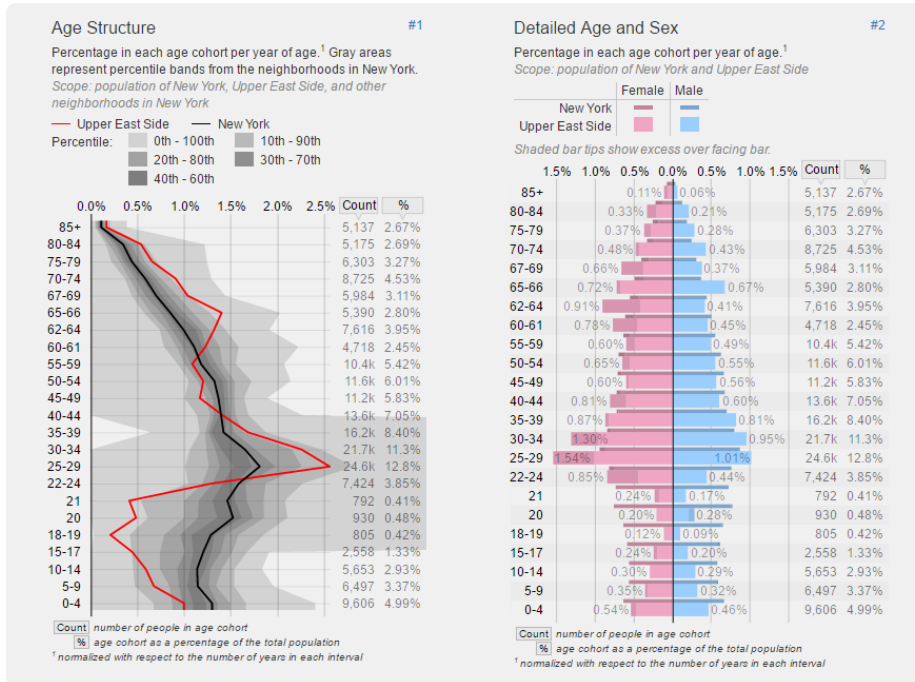 Age Structure #1
Percentage in each age cohort per year of age.1 Gray areas
represent percentile bands from the neighborhoods in New York.
Scope: population of New York, Upper East Side, and other
neighborhoods in New York
Upper East Side New York
Percentile: 0th - 100th 10th - 90th
20th - 80th 30th - 70th
40th - 60th
0.0% 0.5% 1.0% 1.5% 2.0% 2.5% Count %
85+ 5,137 2.67%
80-84 5,175 2.69%
75-79 6,303 3.27%
70-74 8,725 4.53%
67-69 5,984 3.11%
65-66 5,390 2.80%
62-64 7,616 3.95%
60-61 4,718 2.45%
55-59 10.4k 5.42%
50-54 11.6k 6.01%
45-49 11.2k 5.83%
40-44 13.6k 7.05%
35-39 16.2k 8.40%
30-34 21.7k 11.3%
25-29 24.6k 12.8%
22-24 7,424 3.85%
21 792 0.41%
20 930 0.48%
18-19 805 0.42%
15-17 2,558 1.33%
10-14 5,653 2.93%
5-9 6,497 3.37%
0-4 9,606 4.99%
Count number of people in age cohort
% age cohort as a percentage of the total population
1 normalized with respect to the number of years in each interval
Detailed Age and Sex #2
Percentage in each age cohort per year of age.1
Scope: population of New York and Upper East Side
Female Male
New York
Upper East Side
Shaded bar tips show excess over facing bar.
1.5% 1.0% 0.5% 0.0% 0.5% 1.0% 1.5% Count %
85+ 0.11% 0.06% 5,137 2.67%
80-84 0.33% 0.21% 5,175 2.69%
75-79 0.37% 0.28% 6,303 3.27%
70-74 0.48% 0.43% 8,725 4.53%
67-69 0.66% 0.37% 5,984 3.11%
65-66 0.72% 0.67% 5,390 2.80%
62-64 0.91% 0.41% 7,616 3.95%
60-61 0.78% 0.45% 4,718 2.45%
55-59 0.60% 0.49% 10.4k 5.42%
50-54 0.65% 0.55% 11.6k 6.01%
45-49 0.60% 0.56% 11.2k 5.83%
40-44 0.81% 0.60% 13.6k 7.05%
35-39 0.87% 0.81% 16.2k 8.40%
30-34 1.30% 0.95% 21.7k 11.3%
25-29 1.54% 1.01% 24.6k 12.8%
22-24 0.85% 0.44% 7,424 3.85%
21 0.24% 0.17% 792 0.41%
20 0.20% 0.28% 930 0.48%
18-19 0.12% 0.09% 805 0.42%
15-17 0.24% 0.20% 2,558 1.33%
10-14 0.30% 0.29% 5,653 2.93%
5-9 0.35% 0.32% 6,497 3.37%
0-4 0.54% 0.46% 9,606 4.99%
Count number of people in age cohort
% age cohort as a percentage of the total population
1 normalized with respect to the number of years in each interval